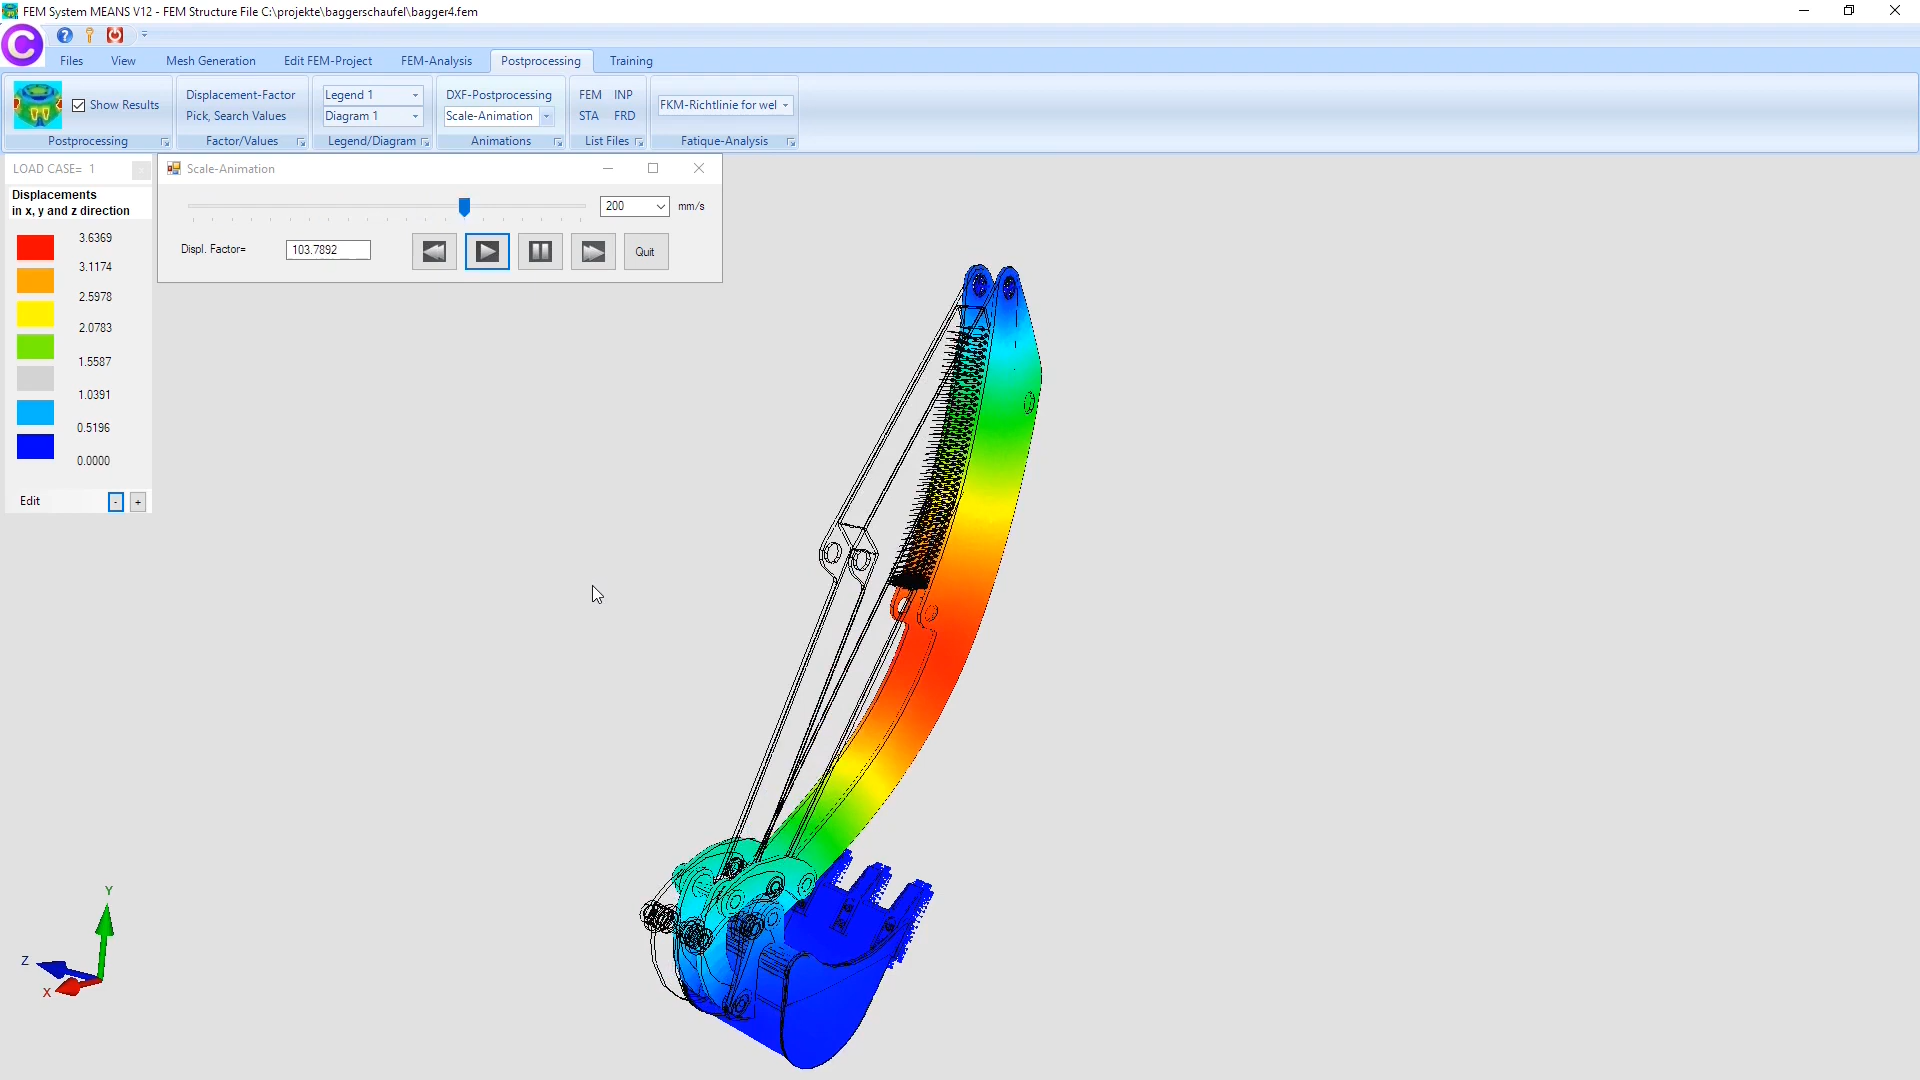 FEM System MEANS V12 - FEM Structure File C:\projekte\baggerschaufel\bagger4.fem
C
Files View Mesh Generation Edit FEM-Project FEM-Analysis Postprocessing Training
Show Results
Postprocessing
Displacement-Factor
Pick, Search Values
Factor/Values
Legend 1
Diagram 1
Legend/Diagram
DXF-Postprocessing
Scale-Animation
Animations
FEM INP
STA FRD
List Files
FKM-Richtlinie for wel
Fatique-Analysis
LOAD CASE= 1
Displacements
in x, y and z direction
3.6369
3.1174
2.5978
2.0783
1.5587
1.0391
0.5196
0.0000
Edit - +
Scale-Animation
200 mm/s
Displ. Factor= 103.7892 Quit
Y
Z
X